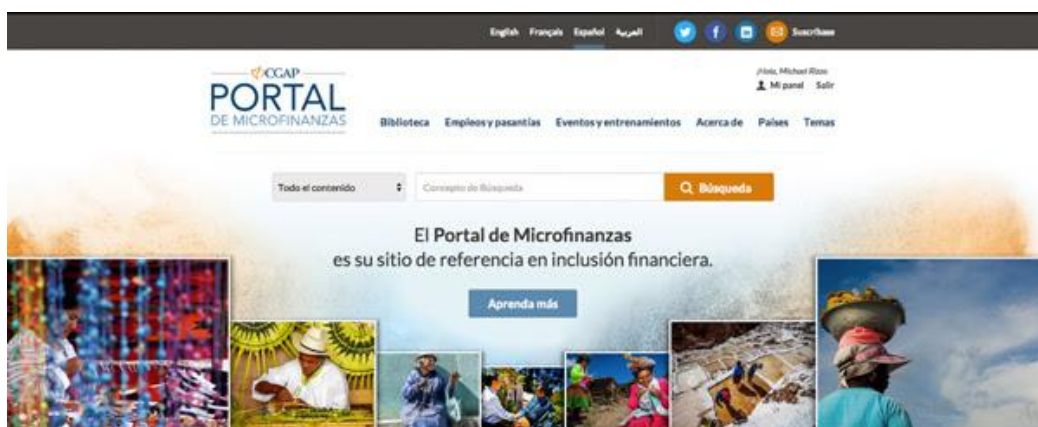 English Français Español العربية Suscríbase
CGAP
PORTAL
DE MICROFINANZAS
¡Hola, Michael Rizzo
Mi panel Salir
Biblioteca Empleos y pasantías Eventos y entrenamientos Acerca de Países Temas
Todo el contenido Concepto de Búsqueda Búsqueda
El Portal de Microfinanzas
es su sitio de referencia en inclusión financiera.
Aprenda más